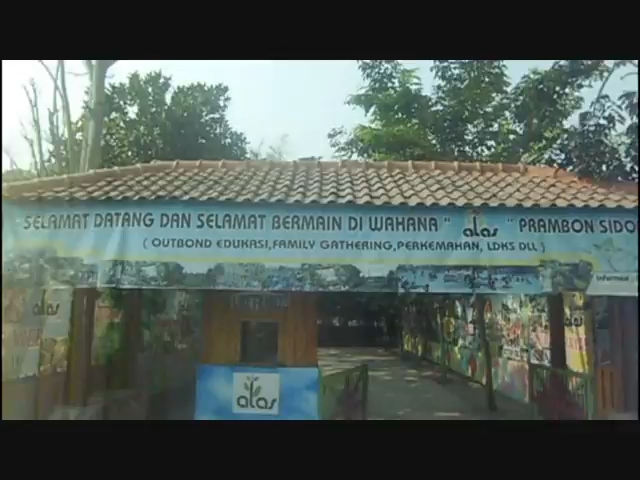 SELAMAT DATANG DAN SELAMAT BERMAIN DI WAHANA " alas " PRAMBON SIDO
( OUTBOND EDUKASI,FAMILY GATHERING,PERKEMAHAN, LDKS DLL )
alas
alas